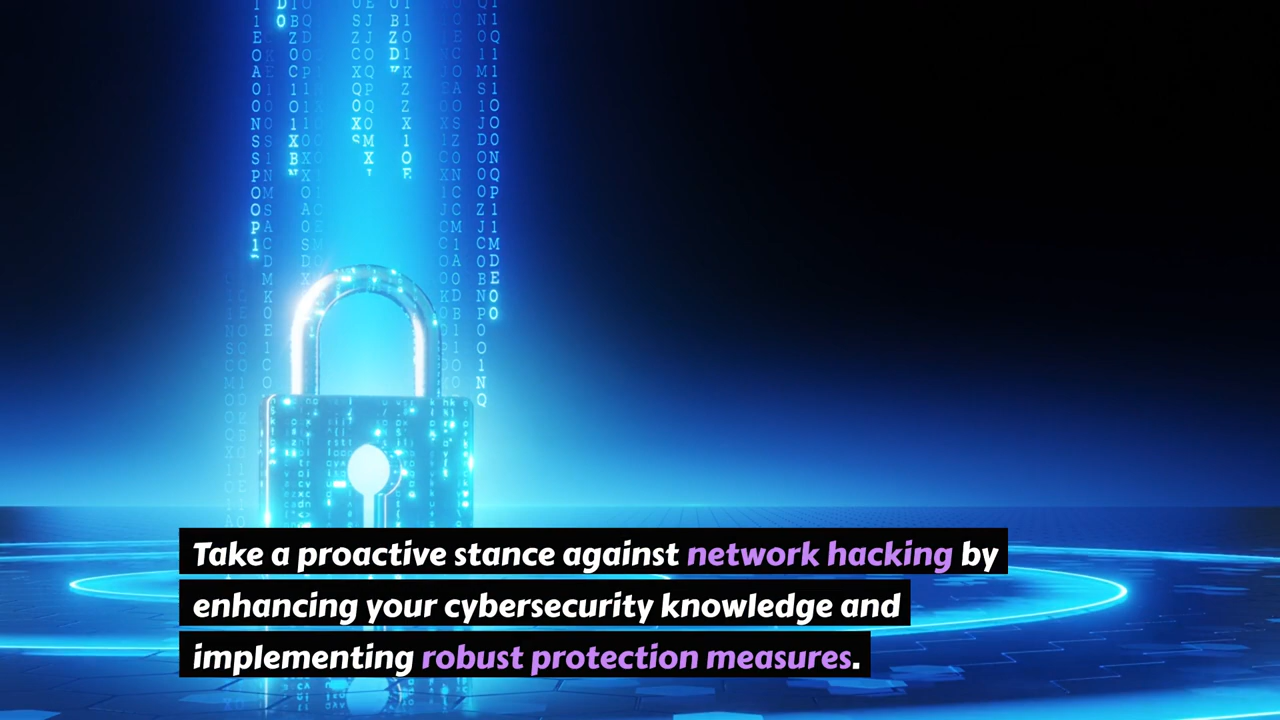 Take a proactive stance against network hacking by
enhancing your cybersecurity knowledge and
implementing robust protection measures.